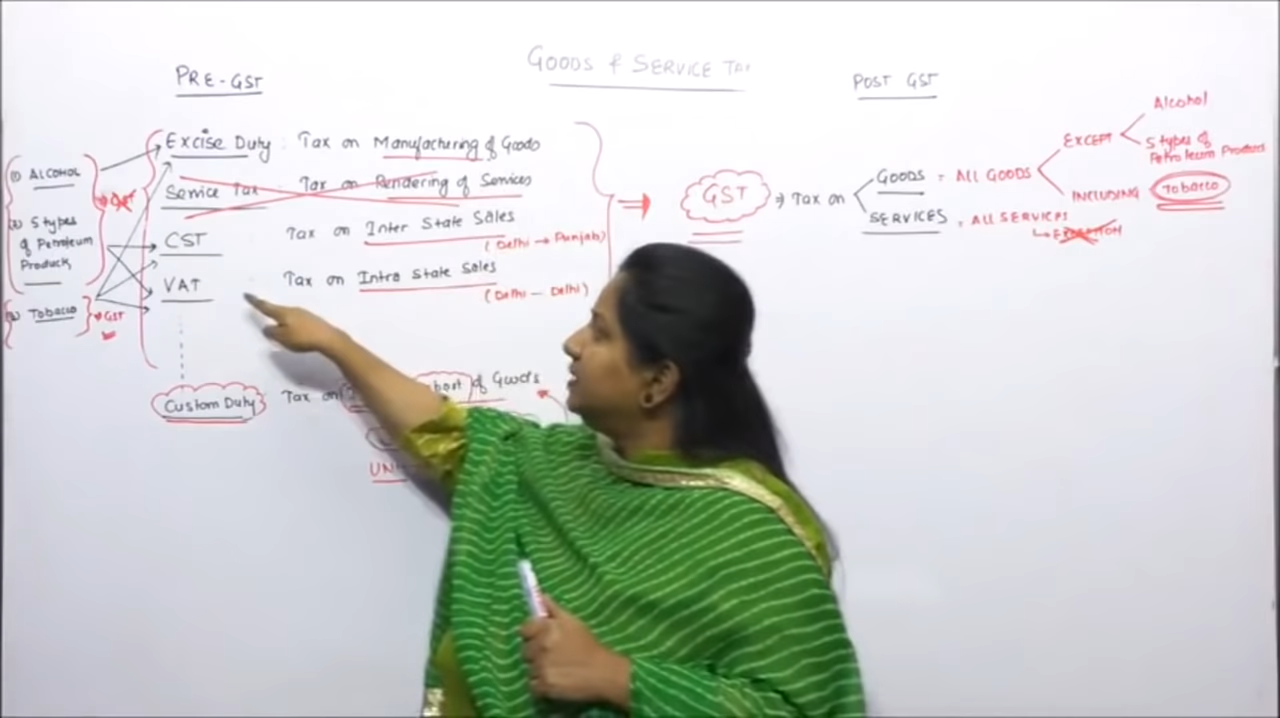 GOODS & SERVICE TAX
PRE-GST
Excise Duty : Tax on Manufacturing of Goods
Service Tax : Tax on Rendering of Services
CST Tax on Inter State Sales
(Delhi → Punjab)
VAT Tax on Intra State Sales
(Delhi - Delhi)
Custom Duty Tax on
of Goods
ALCOHOL
5 types
of Petroleum
Products
Tobacco → GST
POST GST
GST ⇒ Tax on
GOODS = ALL GOODS
EXCEPT
Alcohol
5 types of
Petroleum Products
INCLUDING Tobacco
SERVICES = ALL SERVICES